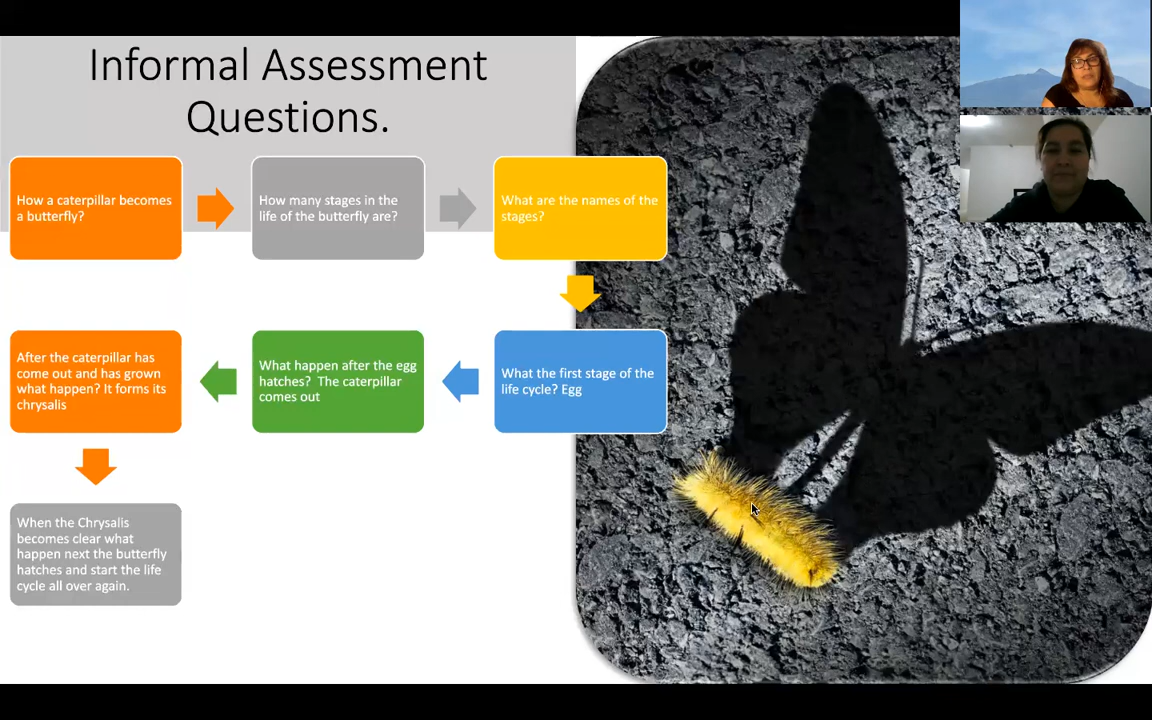 Informal Assessment
Questions.
How a caterpillar becomes
a butterfly?
How many stages in the
life of the butterfly are?
What are the names of the
stages?
What the first stage of the
life cycle? Egg
What happen after the egg
hatches?  The caterpillar
comes out
After the caterpillar has
come out and has grown
what happen? It forms its
chrysalis
When the Chrysalis
becomes clear what
happen next the butterfly
hatches and start the life
cycle all over again.